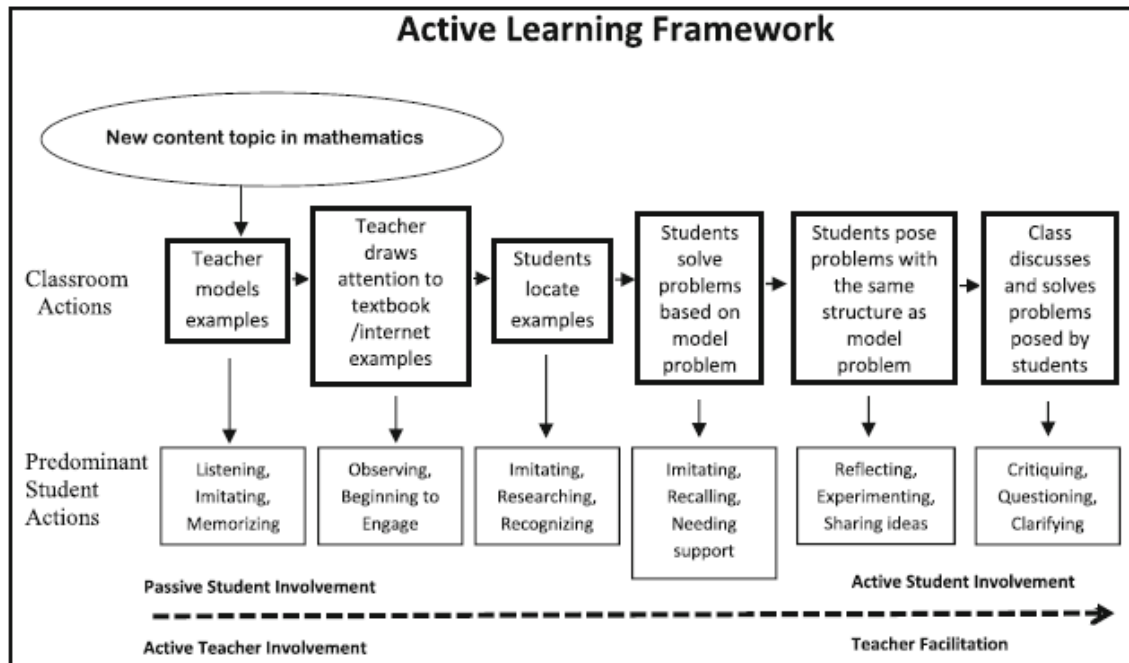 Active Learning Framework
New content topic in mathematics
Classroom
Actions
Teacher
models
examples
Teacher
draws
attention to
textbook
/internet
examples
Students
locate
examples
Students
solve
problems
based on
model
problem
Students pose
problems with
the same
structure as
model
problem
Class
discusses
and solves
problems
posed by
students
Predominant
Student
Actions
Listening,
Imitating,
Memorizing
Observing,
Beginning to
Engage
Imitating,
Researching,
Recognizing
Imitating,
Recalling,
Needing
support
Reflecting,
Experimenting,
Sharing ideas
Critiquing,
Questioning,
Clarifying
Passive Student Involvement
Active Student Involvement
Active Teacher Involvement
Teacher Facilitation